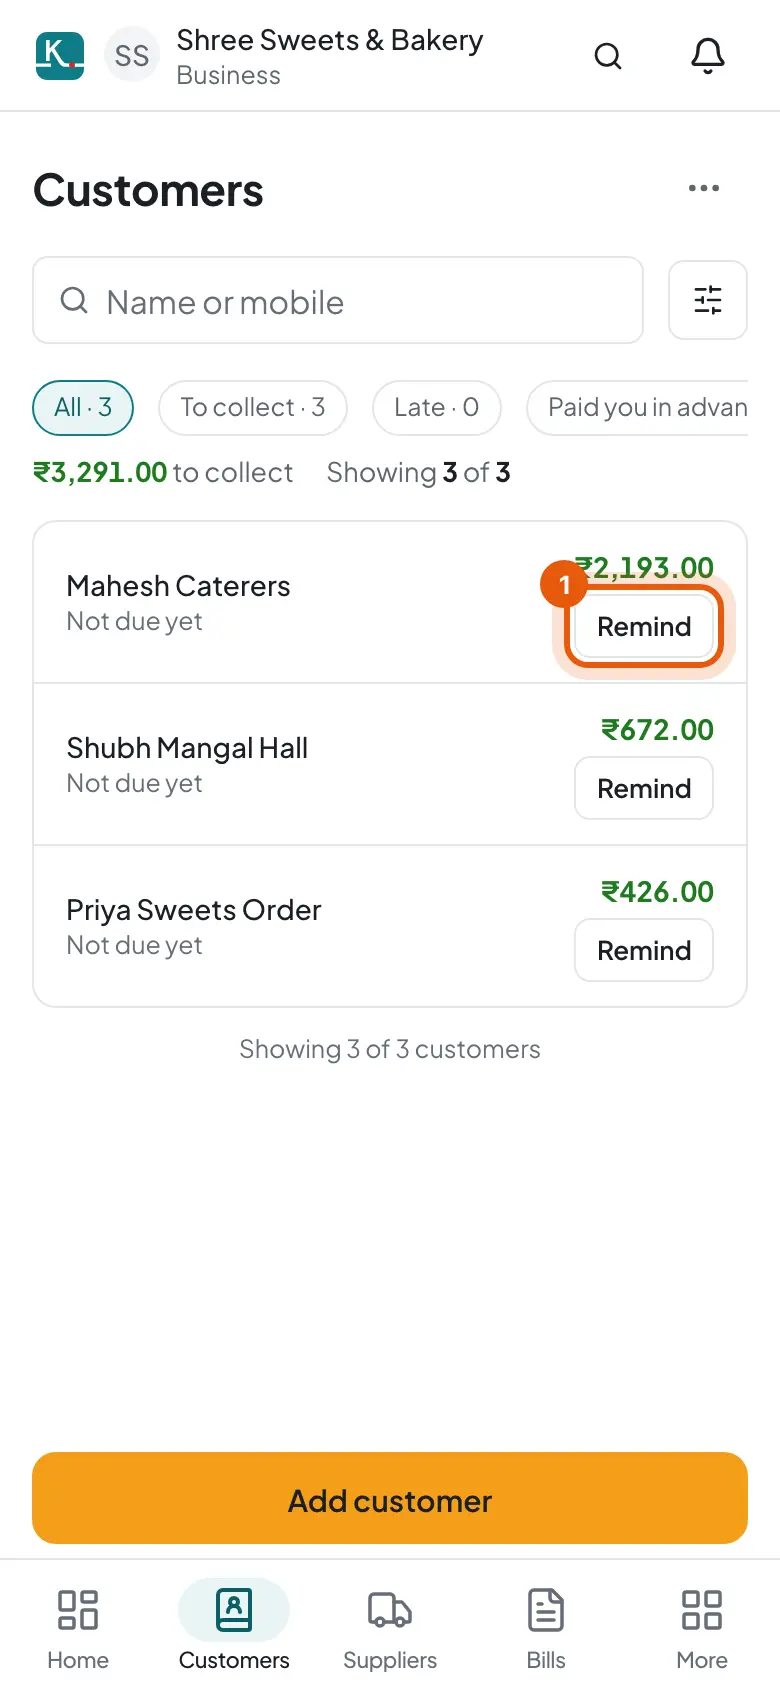 K.
SS
Shree Sweets & Bakery
Business
Customers
Name or mobile
All · 3
To collect · 3
Late · 0
Paid you in advan
₹3,291.00 to collect Showing 3 of 3
Mahesh Caterers
Not due yet
₹2,193.00
1
Remind
Shubh Mangal Hall
Not due yet
₹672.00
Remind
Priya Sweets Order
Not due yet
₹426.00
Remind
Showing 3 of 3 customers
Add customer
Home
Customers
Suppliers
Bills
More